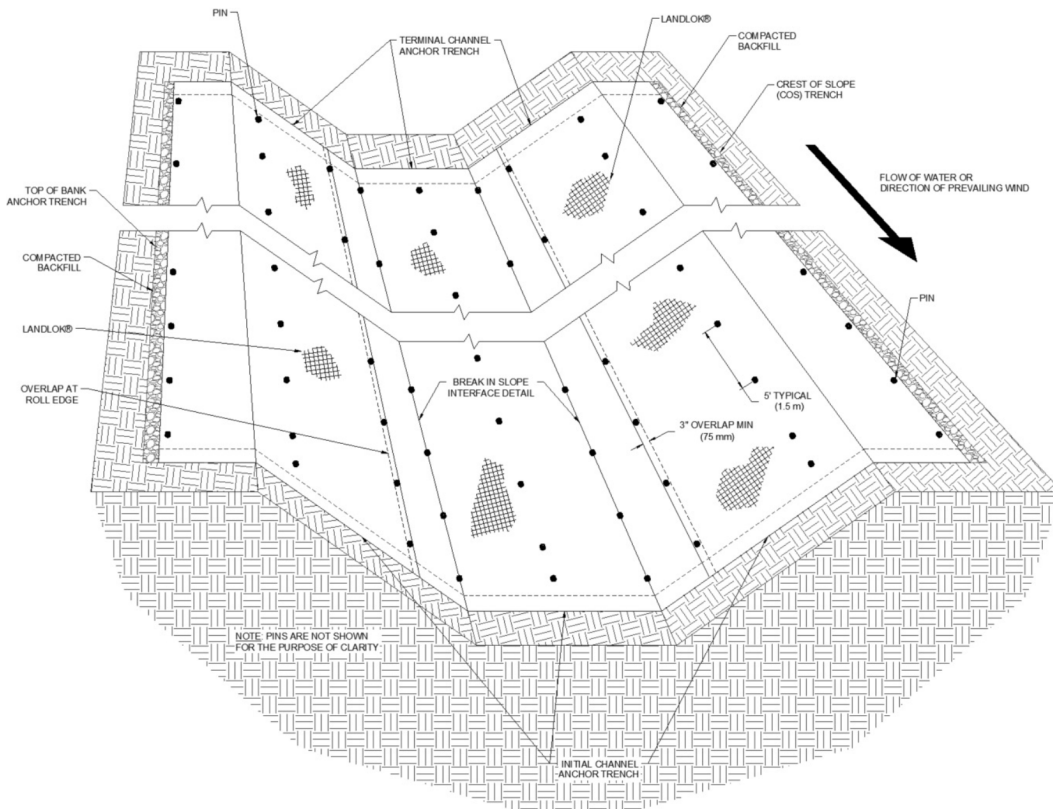 PIN
TERMINAL CHANNEL
ANCHOR TRENCH
LANDLOK®
COMPACTED
BACKFILL
CREST OF SLOPE
(COS) TRENCH
FLOW OF WATER OR
DIRECTION OF PREVAILING WIND
TOP OF BANK
ANCHOR TRENCH
COMPACTED
BACKFILL
LANDLOK®
OVERLAP AT
ROLL EDGE
BREAK IN SLOPE
INTERFACE DETAIL
PIN
5' TYPICAL
(1.5 m)
3" OVERLAP MIN
(75 mm)
NOTE: PINS ARE NOT SHOWN
FOR THE PURPOSE OF CLARITY
INITIAL CHANNEL
ANCHOR TRENCH